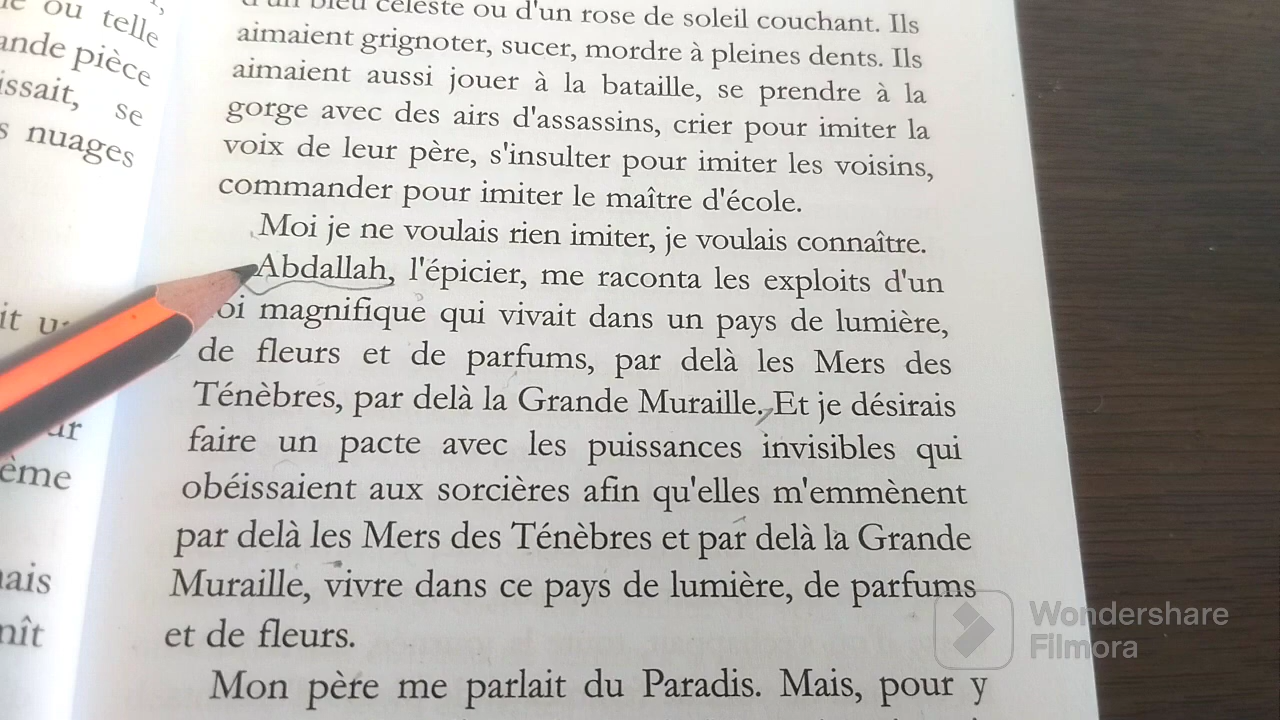 ou telle
pièce
se
nuages
d'un bleu céleste ou d'un rose de soleil couchant. Ils
aimaient grignoter, sucer, mordre à pleines dents. Ils
aimaient aussi jouer à la bataille, se prendre à la
gorge avec des airs d'assassins, crier pour imiter la
voix de leur père, s'insulter pour imiter les voisins,
commander pour imiter le maître d'école.
Moi je ne voulais rien imiter, je voulais connaître.
Abdallah, l'épicier, me raconta les exploits d'un
oi magnifique qui vivait dans un pays de lumière,
de fleurs et de parfums, par delà les Mers des
Ténèbres, par delà la Grande Muraille. Et je désirais
faire un pacte avec les puissances invisibles qui
obéissaient aux sorcières afin qu'elles m'emmènent
par delà les Mers des Ténèbres et par delà la Grande
Muraille, vivre dans ce pays de lumière, de parfums
et de fleurs.
Mon père me parlait du Paradis. Mais, pour y
Wondershare
Filmora